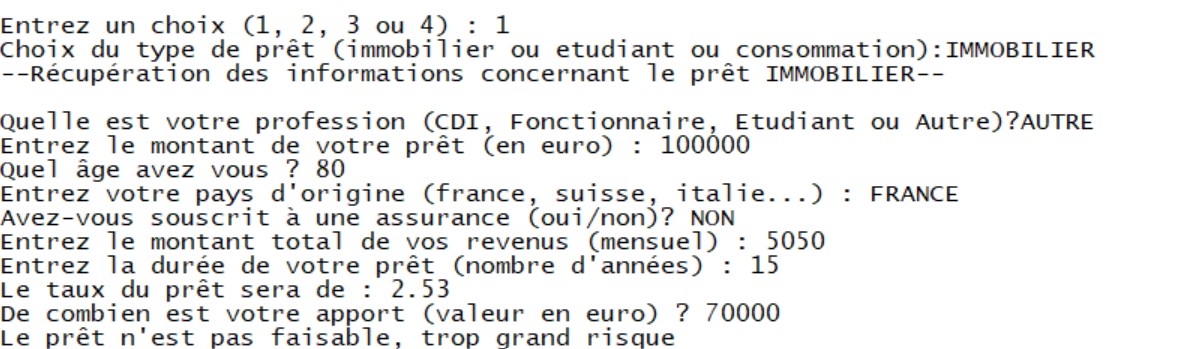 Entrez un choix (1, 2, 3 ou 4) : 1
Choix du type de prêt (immobilier ou etudiant ou consommation):IMMOBILIER
--Récupération des informations concernant le prêt IMMOBILIER--
Quelle est votre profession (CDI, Fonctionnaire, Etudiant ou Autre)?AUTRE
Entrez le montant de votre prêt (en euro) : 100000
Quel âge avez vous ? 80
Entrez votre pays d'origine (france, suisse, italie...) : FRANCE
Avez-vous souscrit à une assurance (oui/non)? NON
Entrez le montant total de vos revenus (mensuel) : 5050
Entrez la durée de votre prêt (nombre d'années) : 15
Le taux du prêt sera de : 2.53
De combien est votre apport (valeur en euro) ? 70000
Le prêt n'est pas faisable, trop grand risque